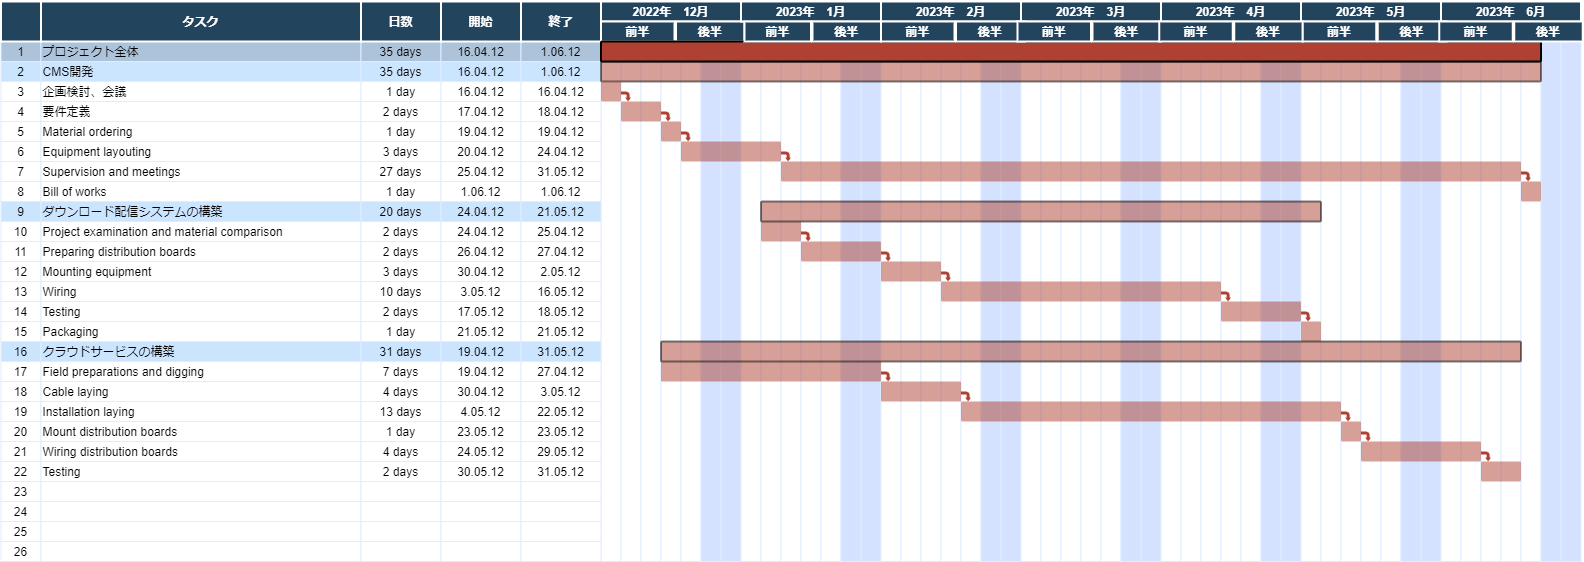 タスク 日数 開始 終了 2022年 12月 2023年 1月 2023年 2月 2023年 3月 2023年 4月 2023年 5月 2023年 6月
前半 後半 前半 後半 前半 後半 前半 後半 前半 後半 前半 後半 前半 後半
1 プロジェクト全体 35 days 16.04.12 1.06.12
2 CMS開発 35 days 16.04.12 1.06.12
3 企画検討、会議 1 day 16.04.12 16.04.12
4 要件定義 2 days 17.04.12 18.04.12
5 Material ordering 1 day 19.04.12 19.04.12
6 Equipment layouting 3 days 20.04.12 24.04.12
7 Supervision and meetings 27 days 25.04.12 31.05.12
8 Bill of works 1 day 1.06.12 1.06.12
9 ダウンロード配信システムの構築 20 days 24.04.12 21.05.12
10 Project examination and material comparison 2 days 24.04.12 25.04.12
11 Preparing distribution boards 2 days 26.04.12 27.04.12
12 Mounting equipment 3 days 30.04.12 2.05.12
13 Wiring 10 days 3.05.12 16.05.12
14 Testing 2 days 17.05.12 18.05.12
15 Packaging 1 day 21.05.12 21.05.12
16 クラウドサービスの構築 31 days 19.04.12 31.05.12
17 Field preparations and digging 7 days 19.04.12 27.04.12
18 Cable laying 4 days 30.04.12 3.05.12
19 Installation laying 13 days 4.05.12 22.05.12
20 Mount distribution boards 1 day 23.05.12 23.05.12
21 Wiring distribution boards 4 days 24.05.12 29.05.12
22 Testing 2 days 30.05.12 31.05.12
23
24
25
26